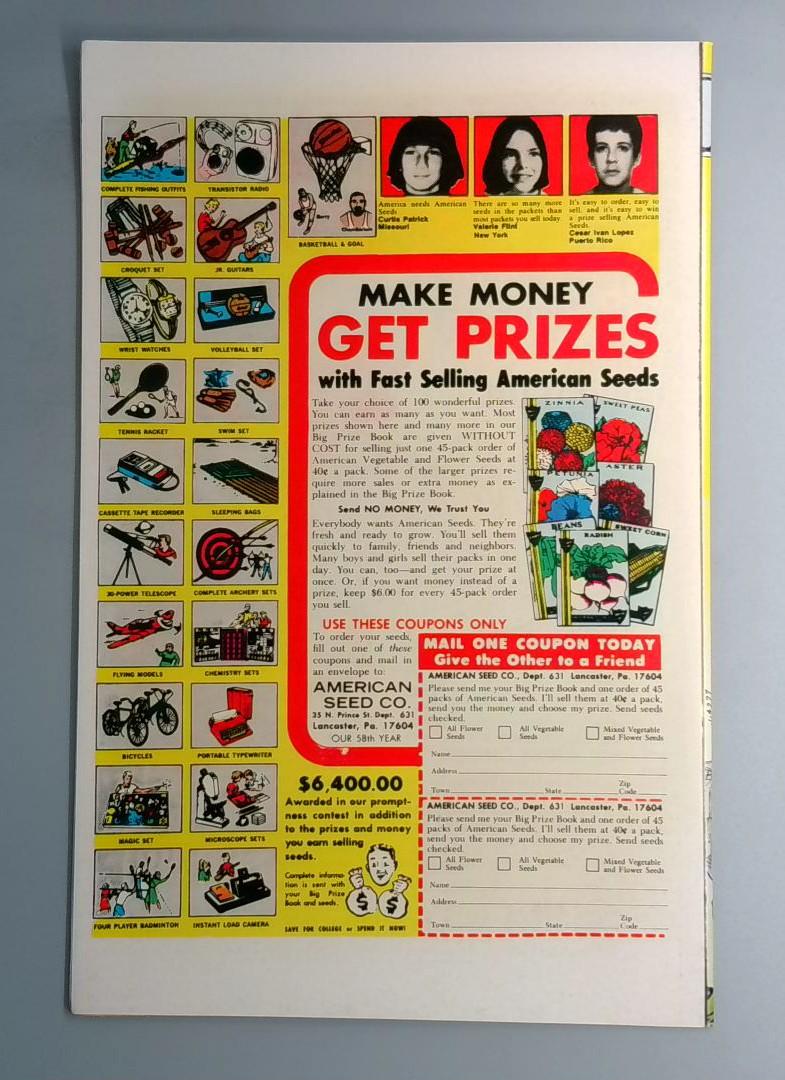 COMPLETE FISHING OUTFITS
TRANSISTOR RADIO
CROQUET SET
JR. GUITARS
WRIST WATCHES
VOLLEYBALL SET
TENNIS RACKET
SWIM SET
CASSETTE TAPE RECORDER
SLEEPING BAGS
30-POWER TELESCOPE
COMPLETE ARCHERY SETS
FLYING MODELS
CHEMISTRY SETS
BICYCLES
PORTABLE TYPEWRITER
MAGIC SET
MICROSCOPE SETS
FOUR PLAYER BADMINTON
INSTANT LOAD CAMERA
Barry
Chamberlain
BASKETBALL & GOAL
America needs American
Seeds
Curtis Patrick
Missouri
There are so many more
seeds in the packets than
most packets you sell today.
Valerie Flint
New York
It's easy to order, easy to
sell, and it's easy to win
a prize selling American
Seeds.
Cesar Ivan Lopez
Puerto Rico
MAKE MONEY
GET PRIZES
with Fast Selling American Seeds
Take your choice of 100 wonderful prizes.
You can earn as many as you want. Most
prizes shown here and many more in our
Big Prize Book are given WITHOUT
COST for selling just one 45-pack order of
American Vegetable and Flower Seeds at
40¢ a pack. Some of the larger prizes re-
quire more sales or extra money as ex-
plained in the Big Prize Book.
Send NO MONEY, We Trust You
Everybody wants American Seeds. They're
fresh and ready to grow. You'll sell them
quickly to family, friends and neighbors.
Many boys and girls sell their packs in one
day. You can, too—and get your prize at
once. Or, if you want money instead of a
prize, keep $6.00 for every 45-pack order
you sell.
ZINNIA
SWEET PEAS
PETUNIA
ASTER
BEANS
RADISH
SWEET CORN
USE THESE COUPONS ONLY
To order your seeds,
fill out one of these
coupons and mail in
an envelope to:
AMERICAN
SEED CO.
35 N. Prince St. Dept. 631
Lancaster, Pa. 17604
OUR 58th YEAR
MAIL ONE COUPON TODAY
Give the Other to a Friend
AMERICAN SEED CO., Dept. 631 Lancaster, Pa. 17604
Please send me your Big Prize Book and one order of 45
packs of American Seeds. I'll sell them at 40¢ a pack,
send you the money and choose my prize. Send seeds
checked.
All Flower
Seeds
All Vegetable
Seeds
Mixed Vegetable
and Flower Seeds
Name
Address
Town State Zip Code
AMERICAN SEED CO., Dept. 631 Lancaster, Pa. 17604
Please send me your Big Prize Book and one order of 45
packs of American Seeds. I'll sell them at 40¢ a pack,
send you the money and choose my prize. Send seeds
checked.
All Flower
Seeds
All Vegetable
Seeds
Mixed Vegetable
and Flower Seeds
Name
Address
Town State Zip Code
$6,400.00
Awarded in our prompt-
ness contest in addition
to the prizes and money
you earn selling
seeds.
Complete informa-
tion is sent with
your Big Prize
Book and seeds.
$ $
SAVE FOR COLLEGE or SPEND IT NOW!